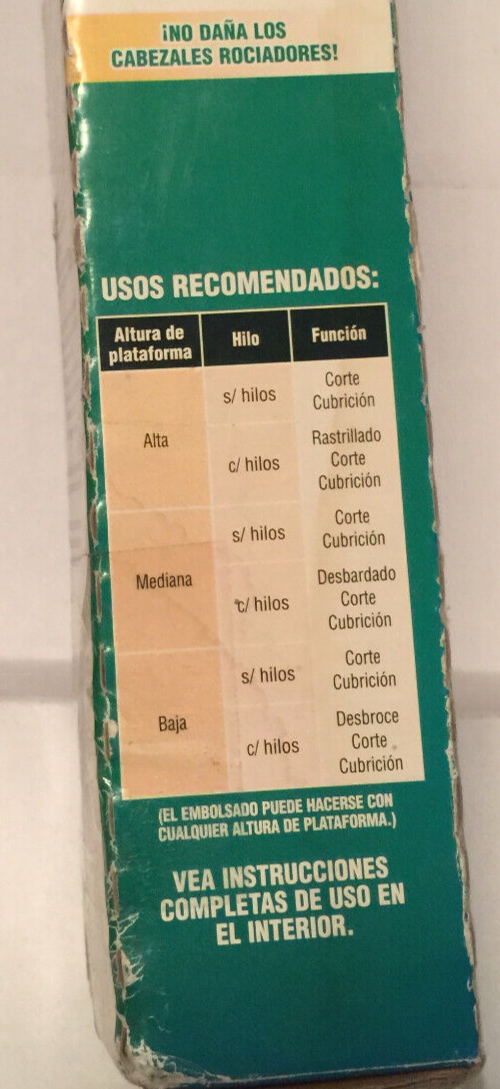 ¡NO DAÑA LOS
CABEZALES ROCIADORES!
USOS RECOMENDADOS:
Altura de
plataforma
Hilo
Función
Alta
s/ hilos
Corte
Cubrición
c/ hilos
Rastrillado
Corte
Cubrición
Mediana
s/ hilos
Corte
Cubrición
c/ hilos
Desbardado
Corte
Cubrición
Baja
s/ hilos
Corte
Cubrición
c/ hilos
Desbroce
Corte
Cubrición
(EL EMBOLSADO PUEDE HACERSE CON
CUALQUIER ALTURA DE PLATAFORMA.)
VEA INSTRUCCIONES
COMPLETAS DE USO EN
EL INTERIOR.